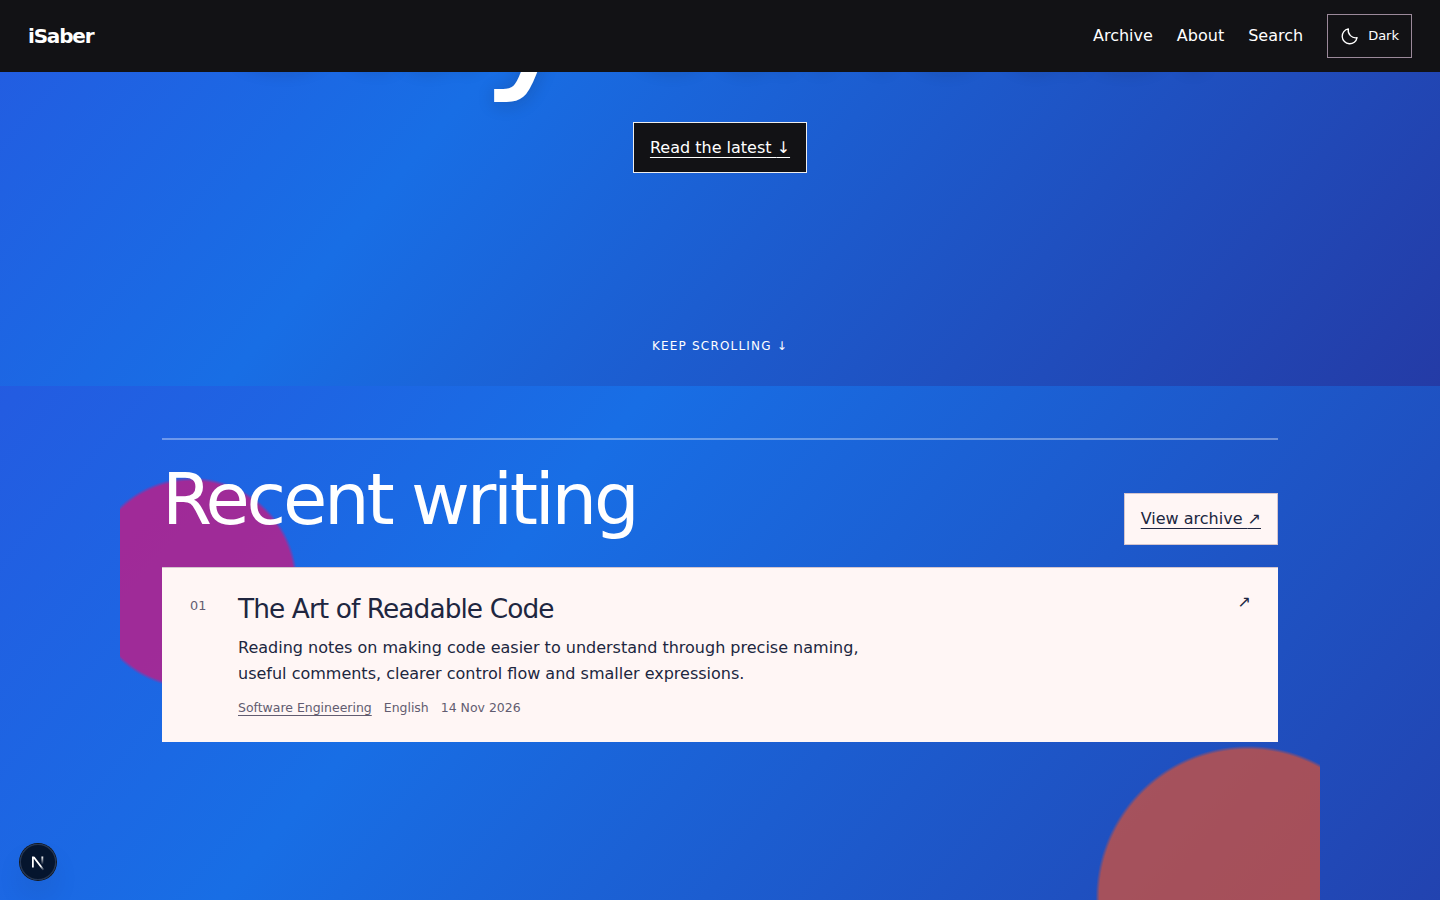 iSaber
Archive About Search Dark
Read the latest ↓
KEEP SCROLLING ↓
Recent writing
View archive ↗
01
The Art of Readable Code ↗
Reading notes on making code easier to understand through precise naming,
useful comments, clearer control flow and smaller expressions.
Software Engineering English 14 Nov 2026
N